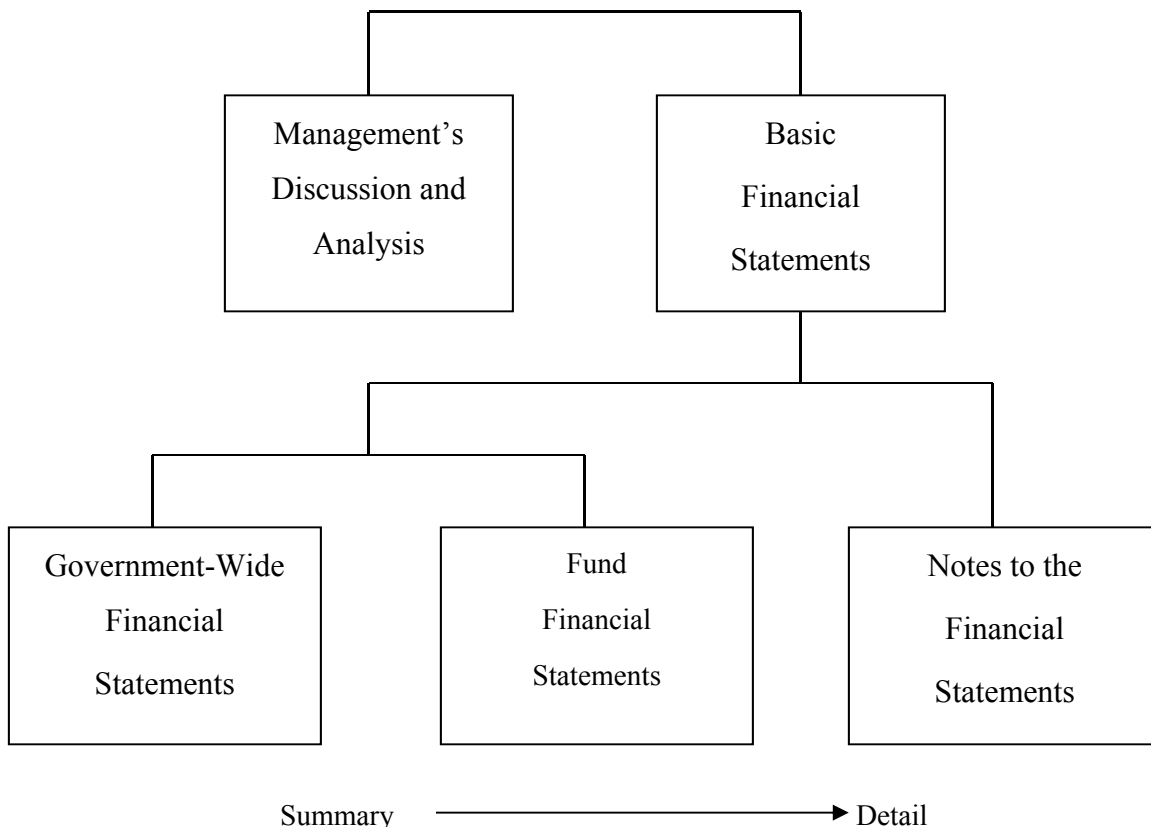 Management’s
Discussion and
Analysis
Basic
Financial
Statements
Government-Wide
Financial
Statements
Fund
Financial
Statements
Notes to the
Financial
Statements
Summary
Detail